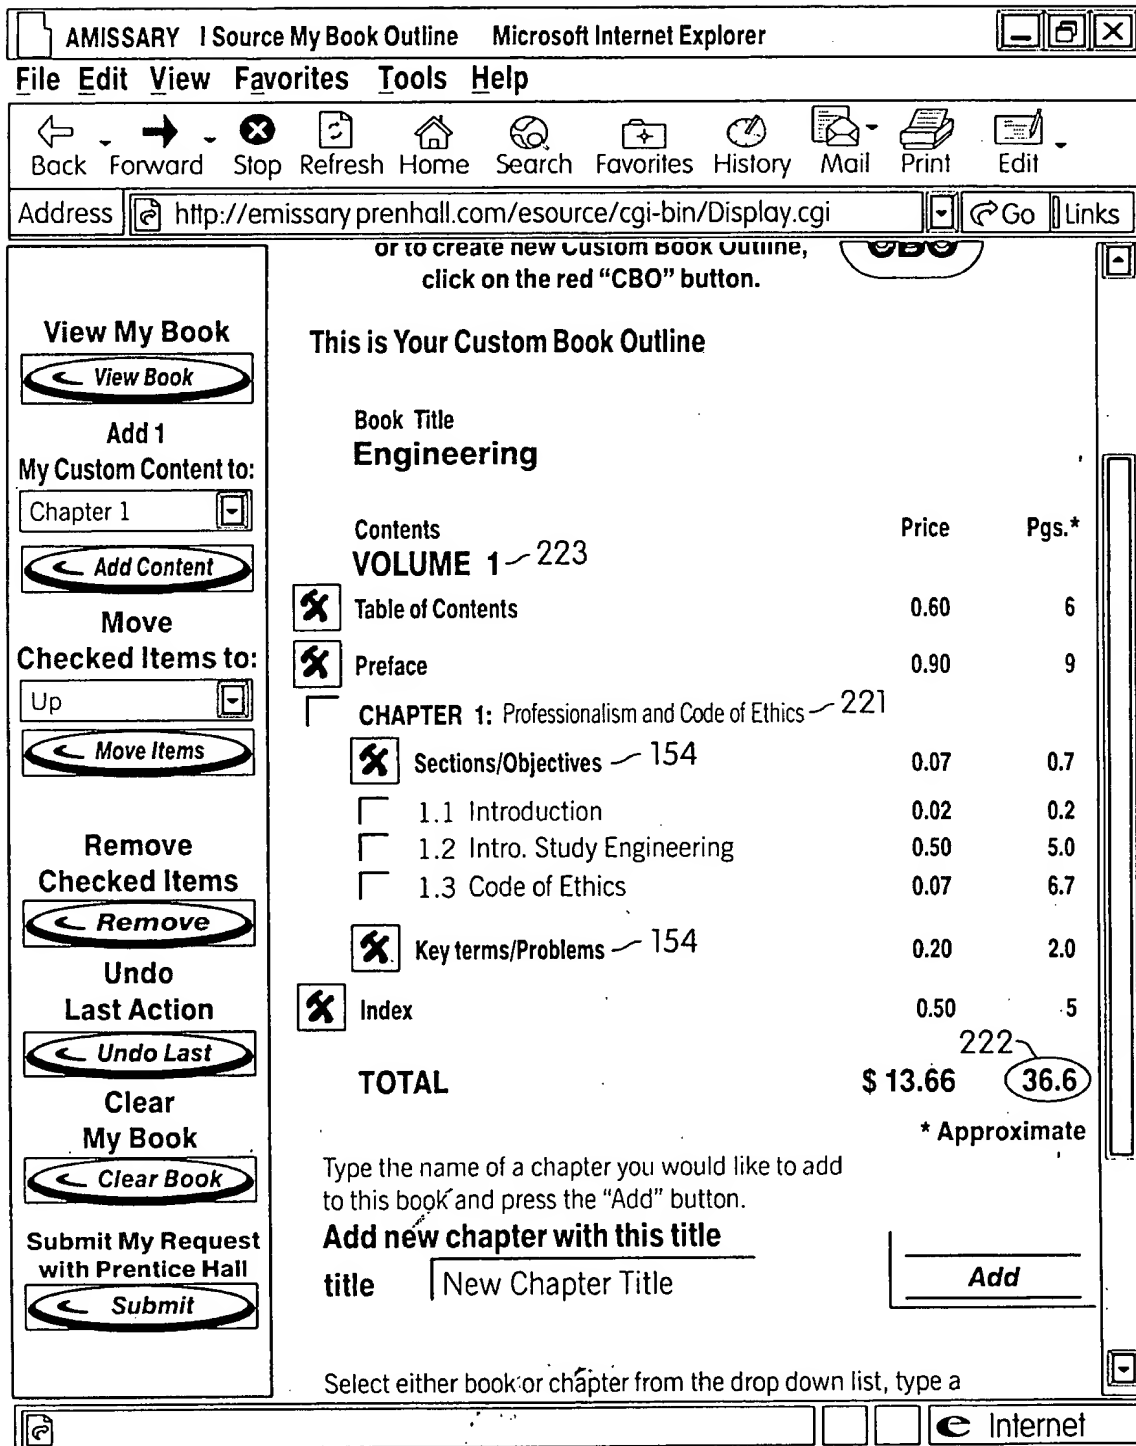 AMISSARY I Source My Book Outline Microsoft Internet Explorer
File Edit View Favorites Tools Help
Back Forward Stop Refresh Home Search Favorites History Mail Print Edit
Address http://emissary prenhall.com/esource/cgi-bin/Display.cgi Go Links
or to create new Custom Book Outline, CBO
click on the red “CBO” button.
View My Book
View Book
Add 1
My Custom Content to:
Chapter 1
Add Content
Move
Checked Items to:
Up
Move Items
Remove
Checked Items
Remove
Undo
Last Action
Undo Last
Clear
My Book
Clear Book
Submit My Request
with Prentice Hall
Submit
This is Your Custom Book Outline
Book Title
Engineering
Contents Price Pgs.*
VOLUME 1 223
Table of Contents 0.60 6
Preface 0.90 9
CHAPTER 1: Professionalism and Code of Ethics 221
Sections/Objectives 154 0.07 0.7
1.1 Introduction 0.02 0.2
1.2 Intro. Study Engineering 0.50 5.0
1.3 Code of Ethics 0.07 6.7
Key terms/Problems 154 0.20 2.0
Index 0.50 5
222
TOTAL $ 13.66 36.6
* Approximate
Type the name of a chapter you would like to add
to this book and press the “Add” button.
Add new chapter with this title
title New Chapter Title Add
Select either book or chapter from the drop down list, type a
Internet